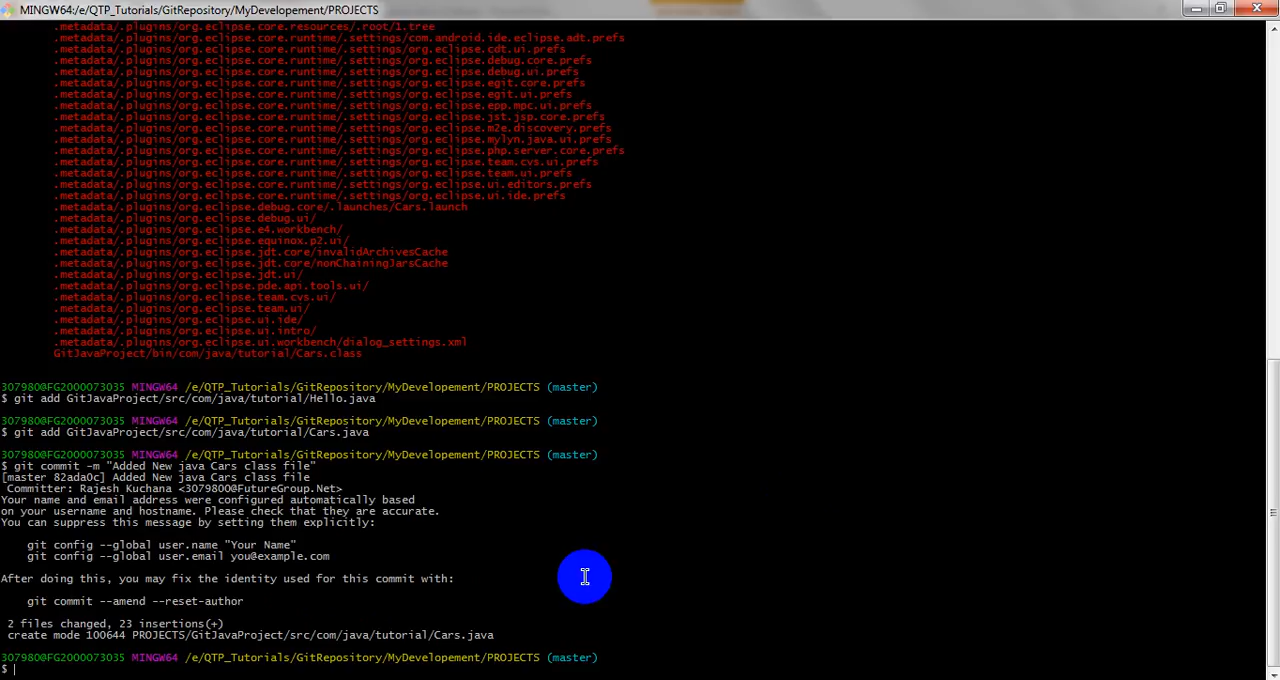 MINGW64:/e/QTP_Tutorials/GitRepository/MyDevelopement/PROJECTS
.metadata/.plugins/org.eclipse.core.resources/.root/1.tree
.metadata/.plugins/org.eclipse.core.runtime/.settings/com.android.ide.eclipse.adt.prefs
.metadata/.plugins/org.eclipse.core.runtime/.settings/org.eclipse.cdt.ui.prefs
.metadata/.plugins/org.eclipse.core.runtime/.settings/org.eclipse.debug.core.prefs
.metadata/.plugins/org.eclipse.core.runtime/.settings/org.eclipse.debug.ui.prefs
.metadata/.plugins/org.eclipse.core.runtime/.settings/org.eclipse.egit.core.prefs
.metadata/.plugins/org.eclipse.core.runtime/.settings/org.eclipse.egit.ui.prefs
.metadata/.plugins/org.eclipse.core.runtime/.settings/org.eclipse.epp.mpc.ui.prefs
.metadata/.plugins/org.eclipse.core.runtime/.settings/org.eclipse.jst.jsp.core.prefs
.metadata/.plugins/org.eclipse.core.runtime/.settings/org.eclipse.m2e.discovery.prefs
.metadata/.plugins/org.eclipse.core.runtime/.settings/org.eclipse.mylyn.java.ui.prefs
.metadata/.plugins/org.eclipse.core.runtime/.settings/org.eclipse.php.server.core.prefs
.metadata/.plugins/org.eclipse.core.runtime/.settings/org.eclipse.team.cvs.ui.prefs
.metadata/.plugins/org.eclipse.core.runtime/.settings/org.eclipse.team.ui.prefs
.metadata/.plugins/org.eclipse.core.runtime/.settings/org.eclipse.ui.editors.prefs
.metadata/.plugins/org.eclipse.core.runtime/.settings/org.eclipse.ui.ide.prefs
.metadata/.plugins/org.eclipse.debug.core/.launches/Cars.launch
.metadata/.plugins/org.eclipse.debug.ui/
.metadata/.plugins/org.eclipse.e4.workbench/
.metadata/.plugins/org.eclipse.equinox.p2.ui/
.metadata/.plugins/org.eclipse.jdt.core/invalidArchivesCache
.metadata/.plugins/org.eclipse.jdt.core/nonChainingJarsCache
.metadata/.plugins/org.eclipse.jdt.ui/
.metadata/.plugins/org.eclipse.pde.api.tools.ui/
.metadata/.plugins/org.eclipse.team.cvs.ui/
.metadata/.plugins/org.eclipse.team.ui/
.metadata/.plugins/org.eclipse.ui.ide/
.metadata/.plugins/org.eclipse.ui.intro/
.metadata/.plugins/org.eclipse.ui.workbench/dialog_settings.xml
GitJavaProject/bin/com/java/tutorial/Cars.class
307980@FG2000073035 MINGW64 /e/QTP_Tutorials/GitRepository/MyDevelopement/PROJECTS (master)
$ git add GitJavaProject/src/com/java/tutorial/Hello.java
307980@FG2000073035 MINGW64 /e/QTP_Tutorials/GitRepository/MyDevelopement/PROJECTS (master)
$ git add GitJavaProject/src/com/java/tutorial/Cars.java
307980@FG2000073035 MINGW64 /e/QTP_Tutorials/GitRepository/MyDevelopement/PROJECTS (master)
$ git commit -m "Added New java Cars class file"
[master 82ada0c] Added New java Cars class file
Committer: Rajesh Kuchana <3079800@FutureGroup.Net>
Your name and email address were configured automatically based
on your username and hostname. Please check that they are accurate.
You can suppress this message by setting them explicitly:
git config --global user.name "Your Name"
git config --global user.email you@example.com
After doing this, you may fix the identity used for this commit with:
git commit --amend --reset-author
2 files changed, 23 insertions(+)
create mode 100644 PROJECTS/GitJavaProject/src/com/java/tutorial/Cars.java
307980@FG2000073035 MINGW64 /e/QTP_Tutorials/GitRepository/MyDevelopement/PROJECTS (master)
$